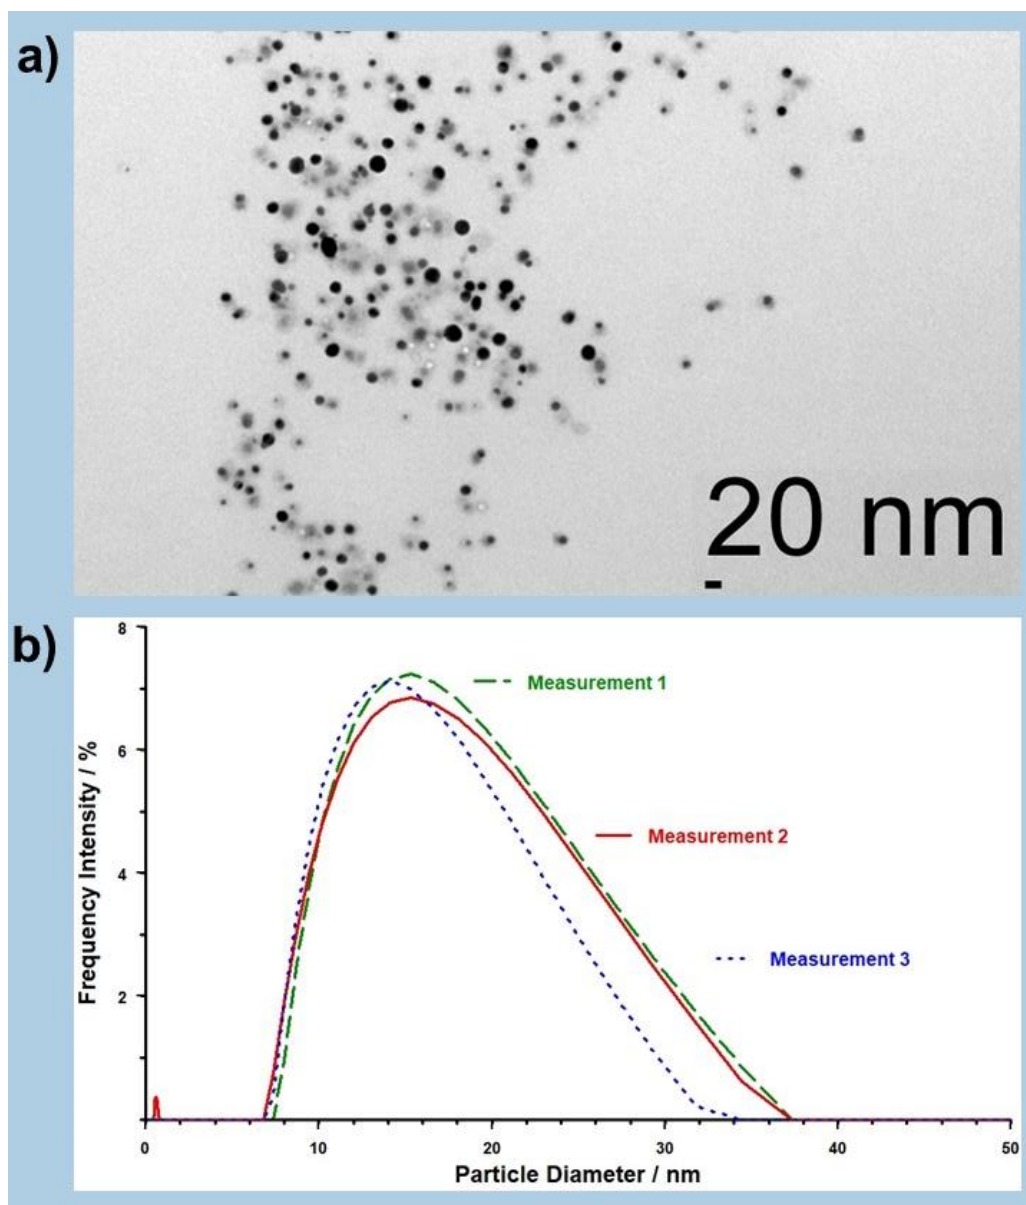 a)
20 nm
b)
8
6
4
2
Frequency Intensity / %
Measurement 1
Measurement 2
Measurement 3
0 10 20 30 40 50
Particle Diameter / nm